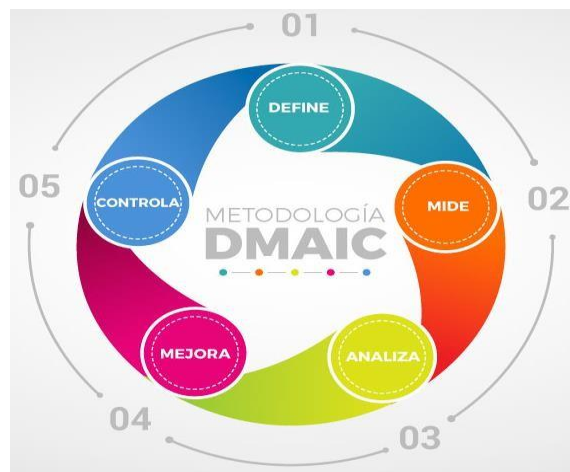 01
DEFINE
02
MIDE
03
ANALIZA
04
MEJORA
05
CONTROLA
METODOLOGÍA
DMAIC